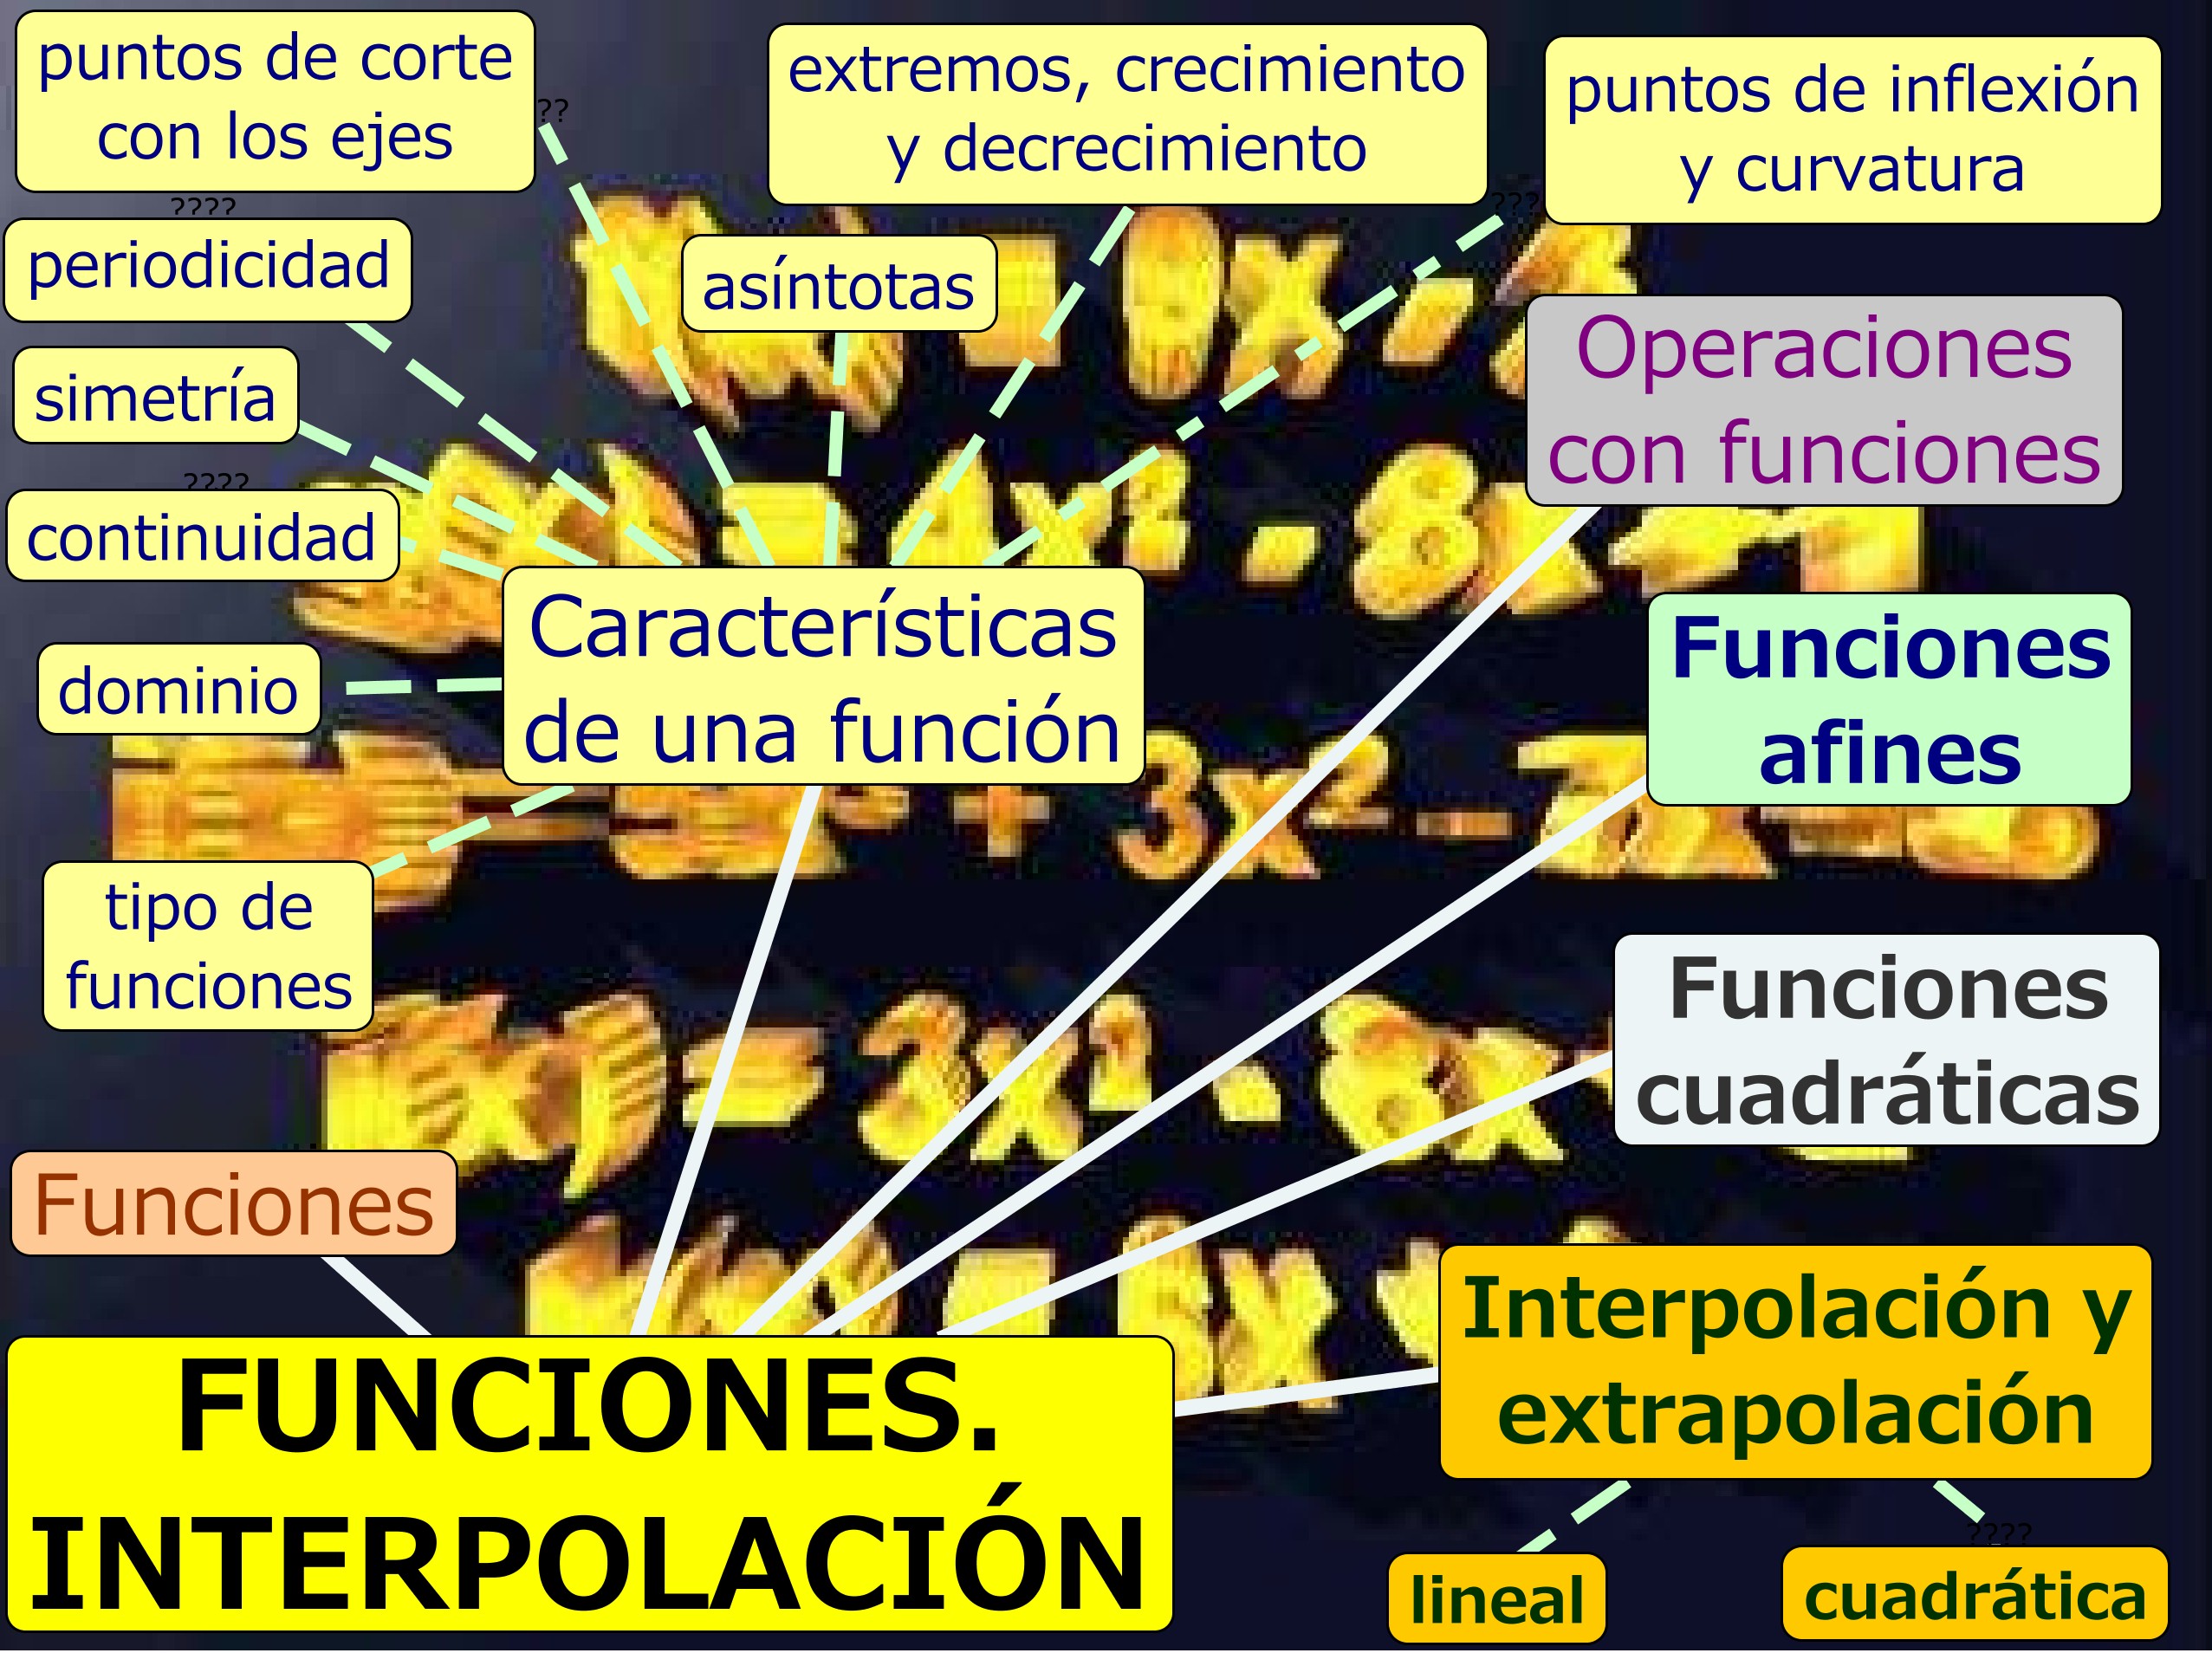 puntos de corte
con los ejes
??
extremos, crecimiento
y decrecimiento
puntos de inflexión
y curvatura
????
periodicidad
asíntotas
???
Operaciones
con funciones
simetría
????
continuidad
Características
de una función
Funciones
afines
dominio
tipo de
funciones
Funciones
cuadráticas
Funciones
Interpolación y
extrapolación
FUNCIONES.
INTERPOLACIÓN
????
lineal
cuadrática